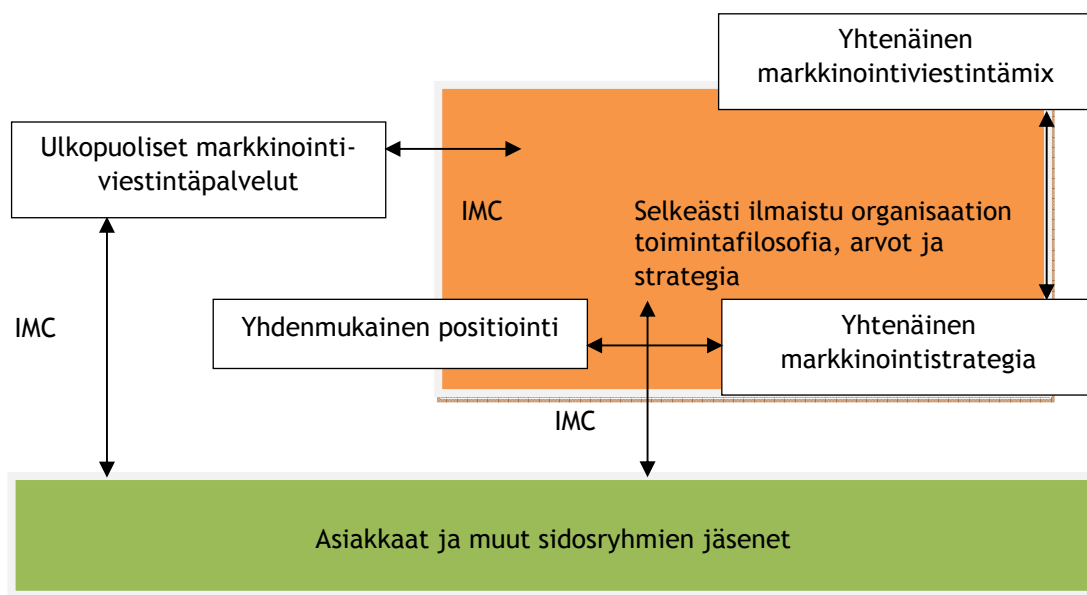 Yhtenäinen
markkinointiviestintämix
Ulkopuoliset markkinointi-
viestintäpalvelut
IMC
Selkeästi ilmaistu organisaation
toimintafilosofia, arvot ja
strategia
IMC
Yhdenmukainen positiointi
Yhtenäinen
markkinointistrategia
IMC
Asiakkaat ja muut sidosryhmien jäsenet